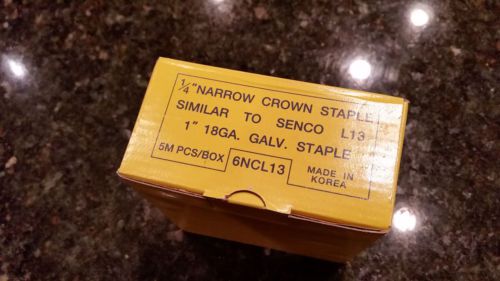 1/4" NARROW CROWN STAPLE
SIMILAR TO SENCO L13
1" 18GA. GALV. STAPLE
5M PCS/BOX
6NCL13
MADE IN
KOREA